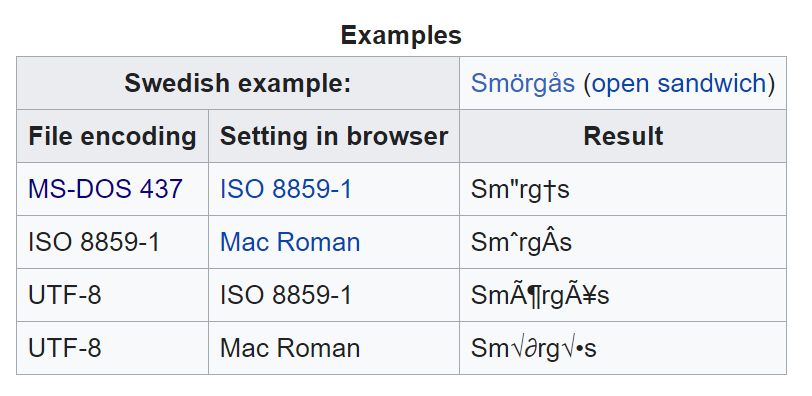 Examples
Swedish example: Smörgås (open sandwich)
File encoding Setting in browser Result
MS-DOS 437 ISO 8859-1 Sm"rg†s
ISO 8859-1 Mac Roman SmˆrgÂs
UTF-8 ISO 8859-1 SmÃ¶rgÃ¥s
UTF-8 Mac Roman Sm√∂rg√•s